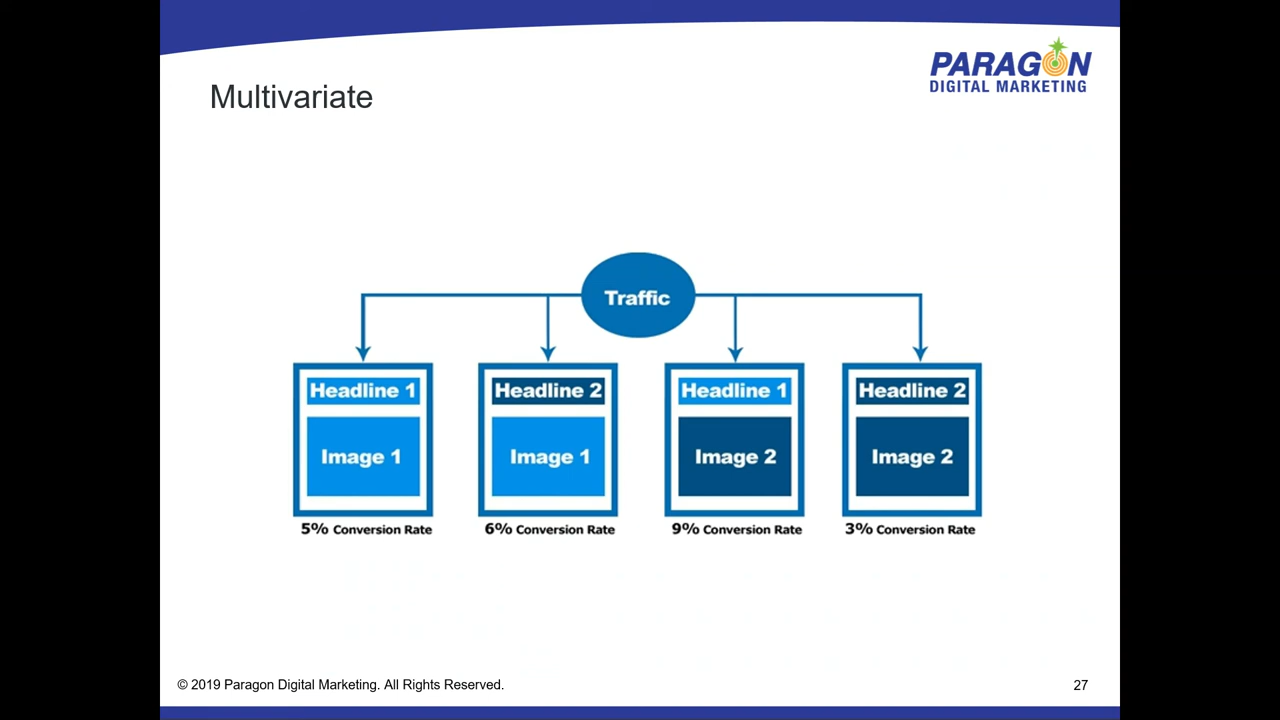 PARAGON
DIGITAL MARKETING
Multivariate
Traffic
Headline 1
Image 1
5% Conversion Rate
Headline 2
Image 1
6% Conversion Rate
Headline 1
Image 2
9% Conversion Rate
Headline 2
Image 2
3% Conversion Rate
© 2019 Paragon Digital Marketing. All Rights Reserved.
27